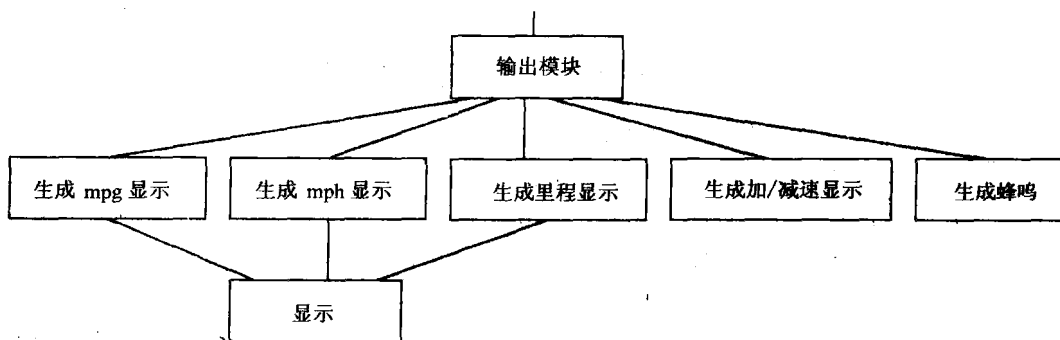 输出模块
生成 mpg 显示
生成 mph 显示
生成里程显示
生成加/减速显示
生成蜂鸣
显示